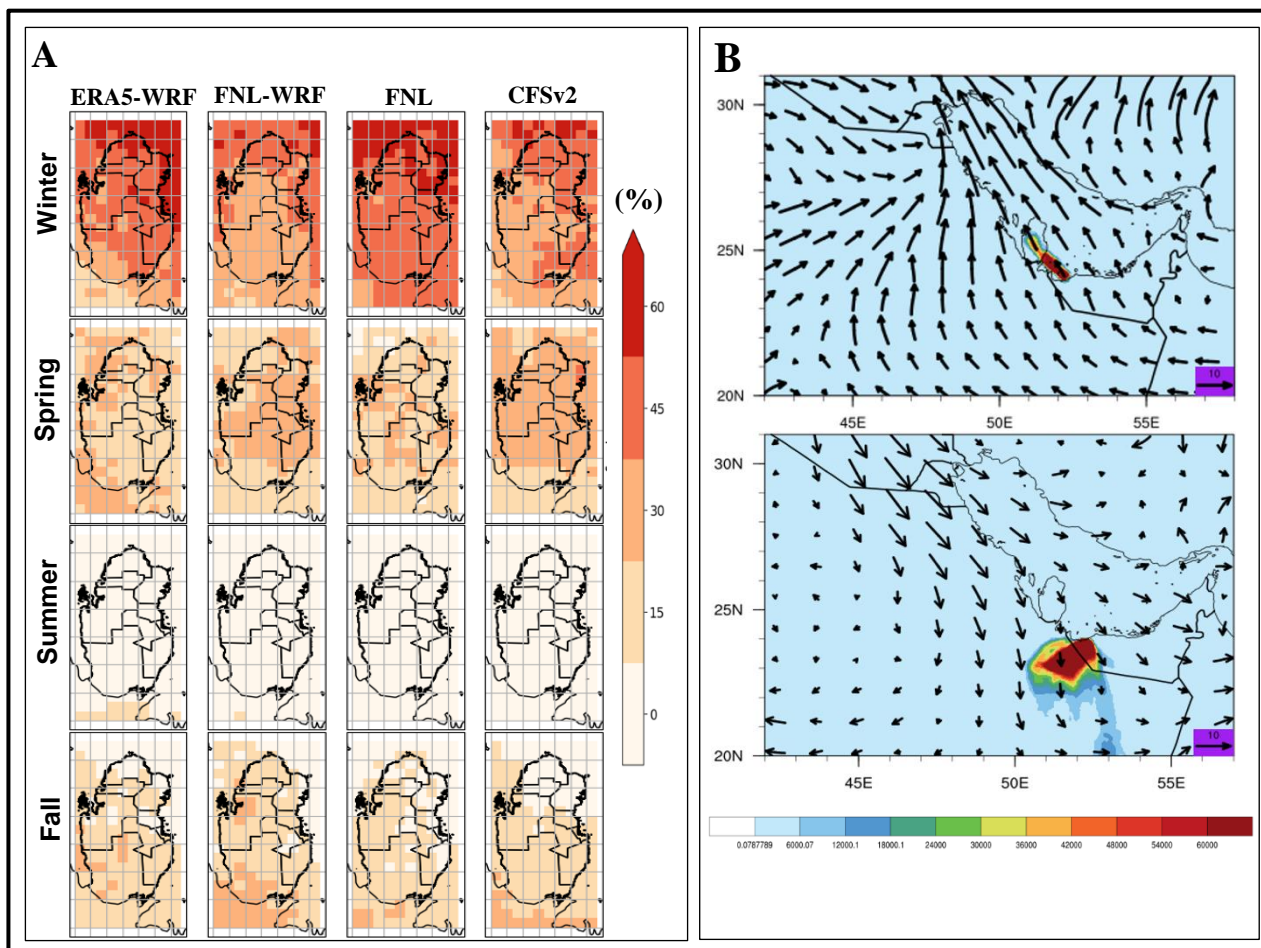 A
ERA5-WRF FNL-WRF FNL CFSv2
Winter
Spring
Summer
Fall
(%)
60
45
30
15
0
B
30N
25N
20N
45E 50E 55E
10
30N
25N
20N
45E 50E 55E
10
0.0787789 6000.07 12000.1 18000.1 24000 30000 36000 42000 48000 54000 60000